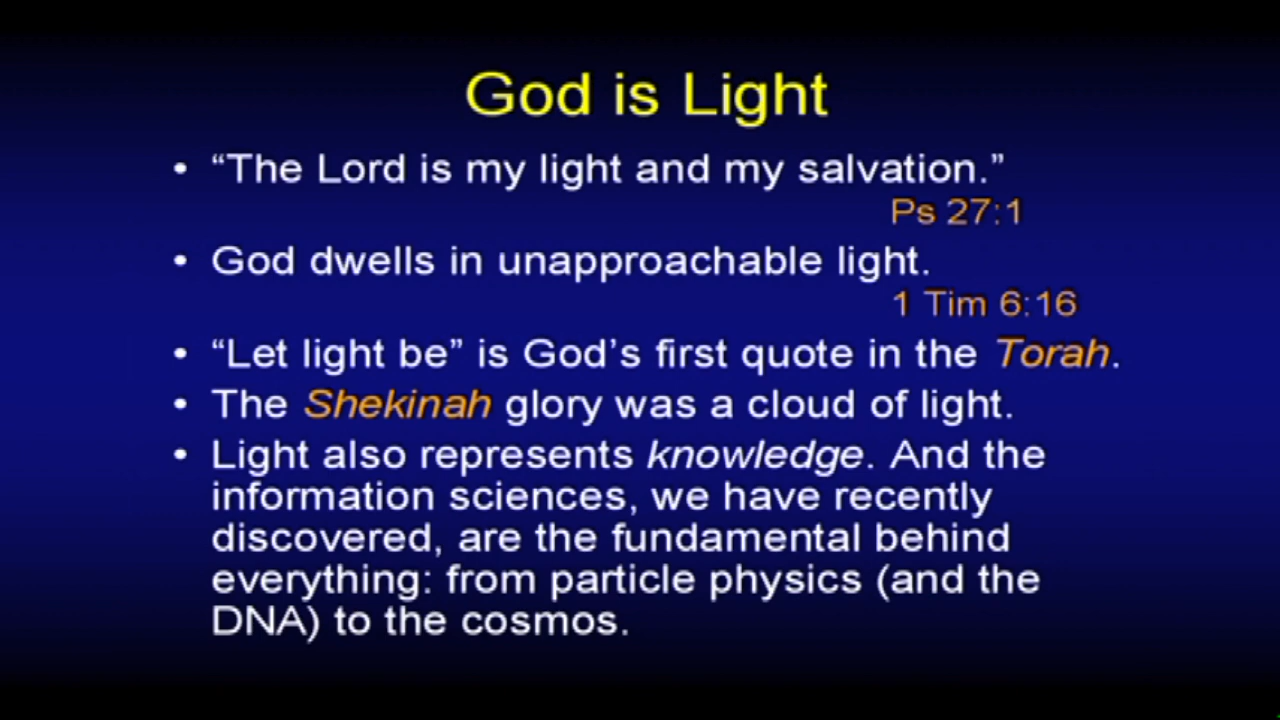 God is Light
• “The Lord is my light and my salvation.”
Ps 27:1
• God dwells in unapproachable light.
1 Tim 6:16
• “Let light be” is God’s first quote in the Torah.
• The Shekinah glory was a cloud of light.
• Light also represents knowledge. And the
information sciences, we have recently
discovered, are the fundamental behind
everything: from particle physics (and the
DNA) to the cosmos.